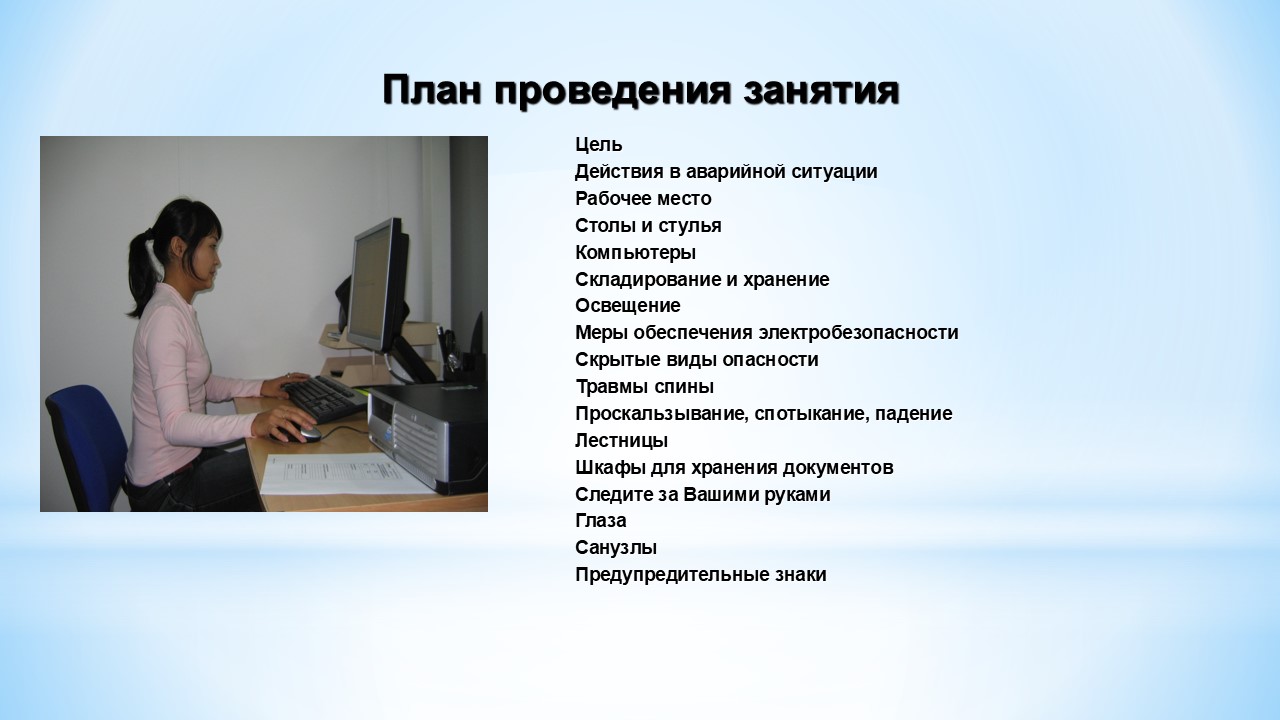 План проведения занятия
Цель
Действия в аварийной ситуации
Рабочее место
Столы и стулья
Компьютеры
Складирование и хранение
Освещение
Меры обеспечения электробезопасности
Скрытые виды опасности
Травмы спины
Проскальзывание, спотыкание, падение
Лестницы
Шкафы для хранения документов
Следите за Вашими руками
Глаза
Санузлы
Предупредительные знаки